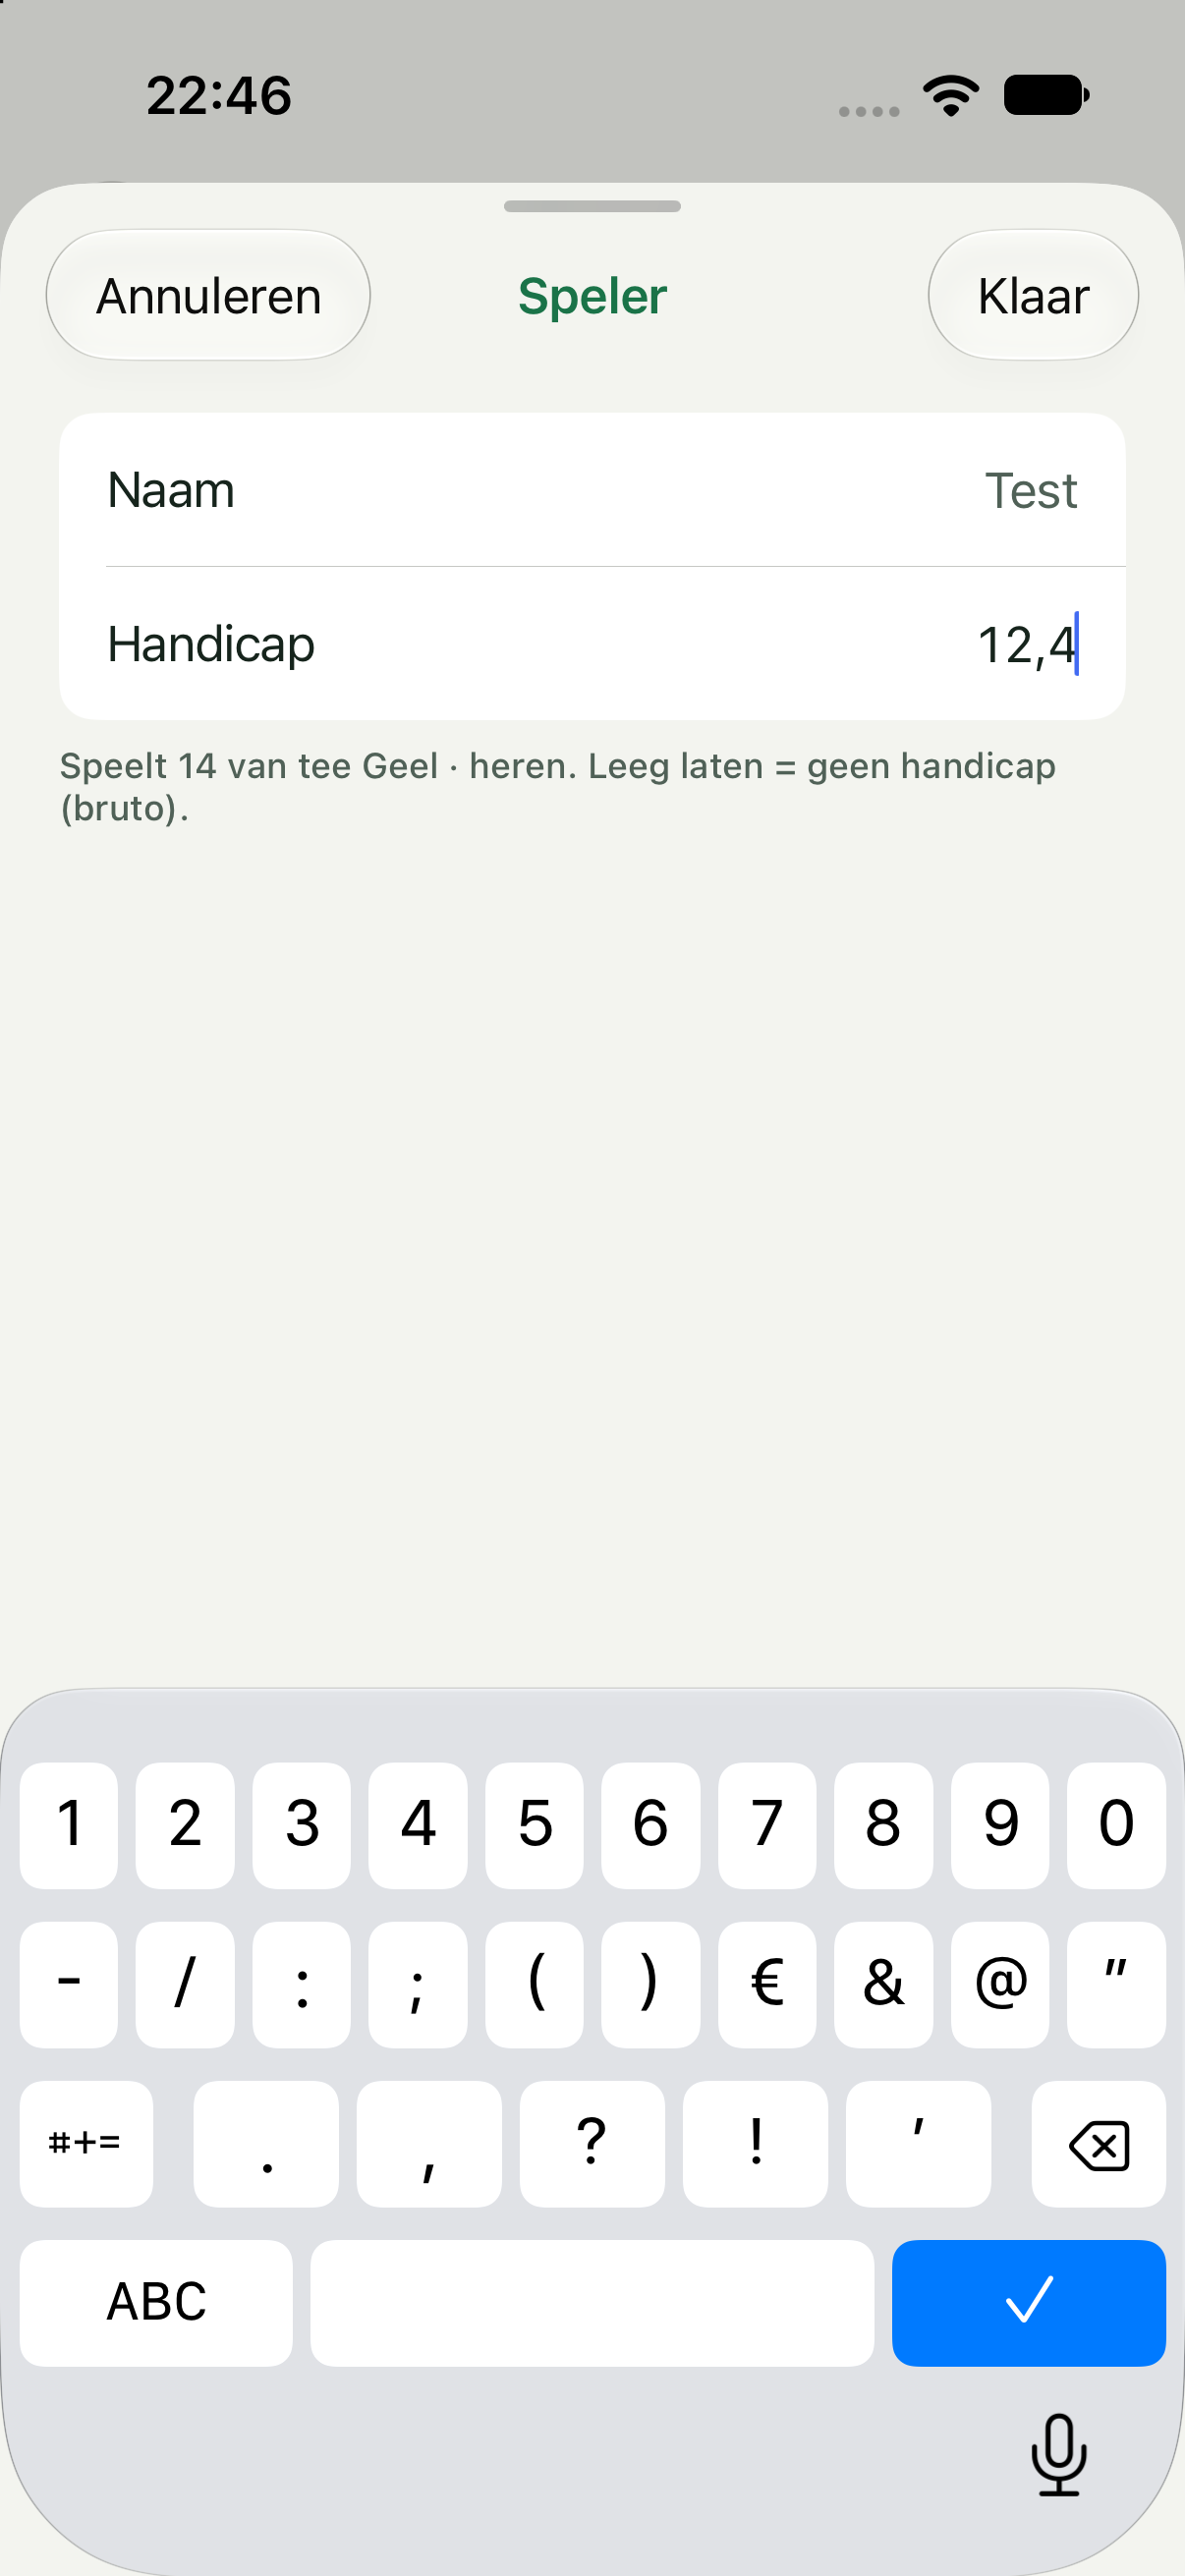 22:46
Annuleren Speler Klaar
Naam Test
Handicap 12,4
Speelt 14 van tee Geel · heren. Leeg laten = geen handicap
(bruto).
1 2 3 4 5 6 7 8 9 0
- / : ; ( ) € & @ ”
#+= . , ? ! ’
ABC